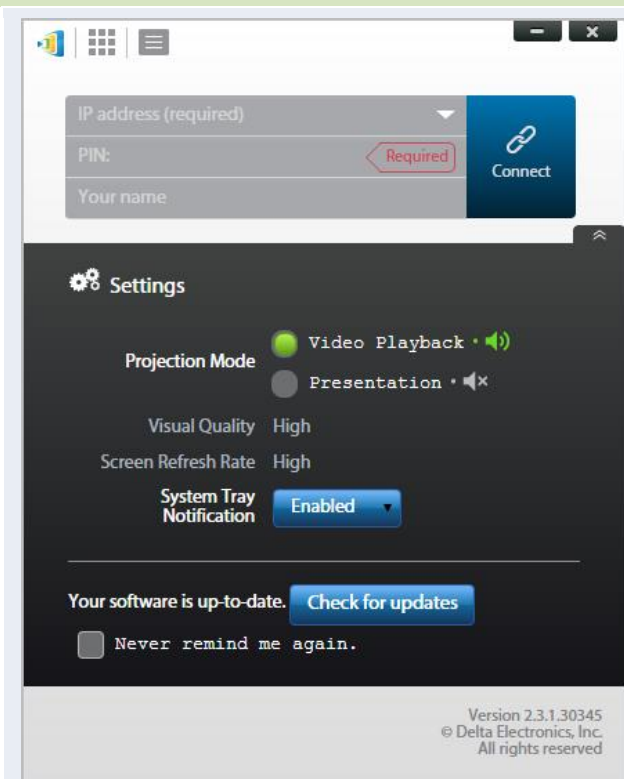 IP address (required)
PIN: Required
Your name
Connect
Settings
Projection Mode
Video Playback
Presentation
Visual Quality High
Screen Refresh Rate High
System Tray
Notification
Enabled
Your software is up-to-date. Check for updates
Never remind me again.
Version 2.3.1.30345
© Delta Electronics, Inc.
All rights reserved